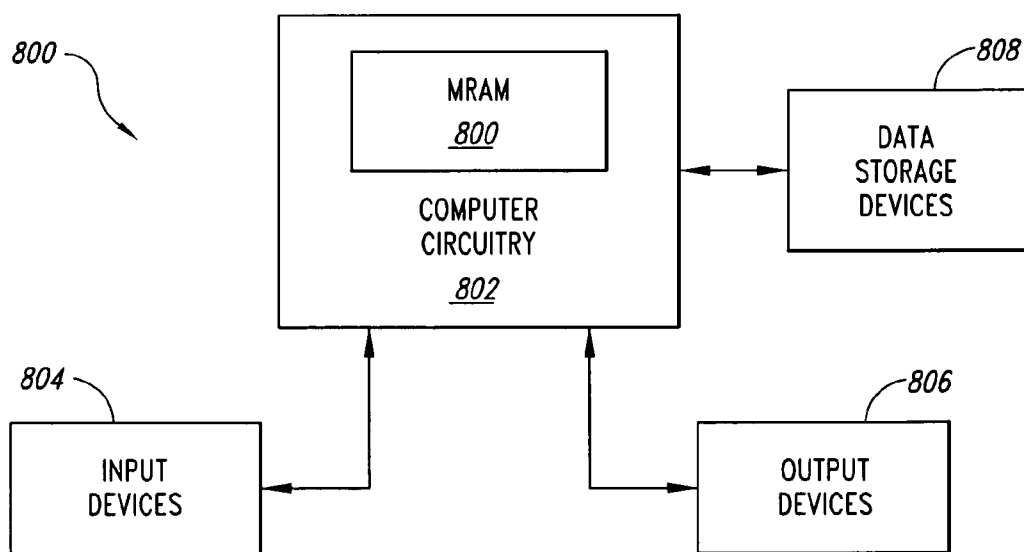 800
MRAM
800
COMPUTER
CIRCUITRY
802
808
DATA
STORAGE
DEVICES
804
INPUT
DEVICES
806
OUTPUT
DEVICES